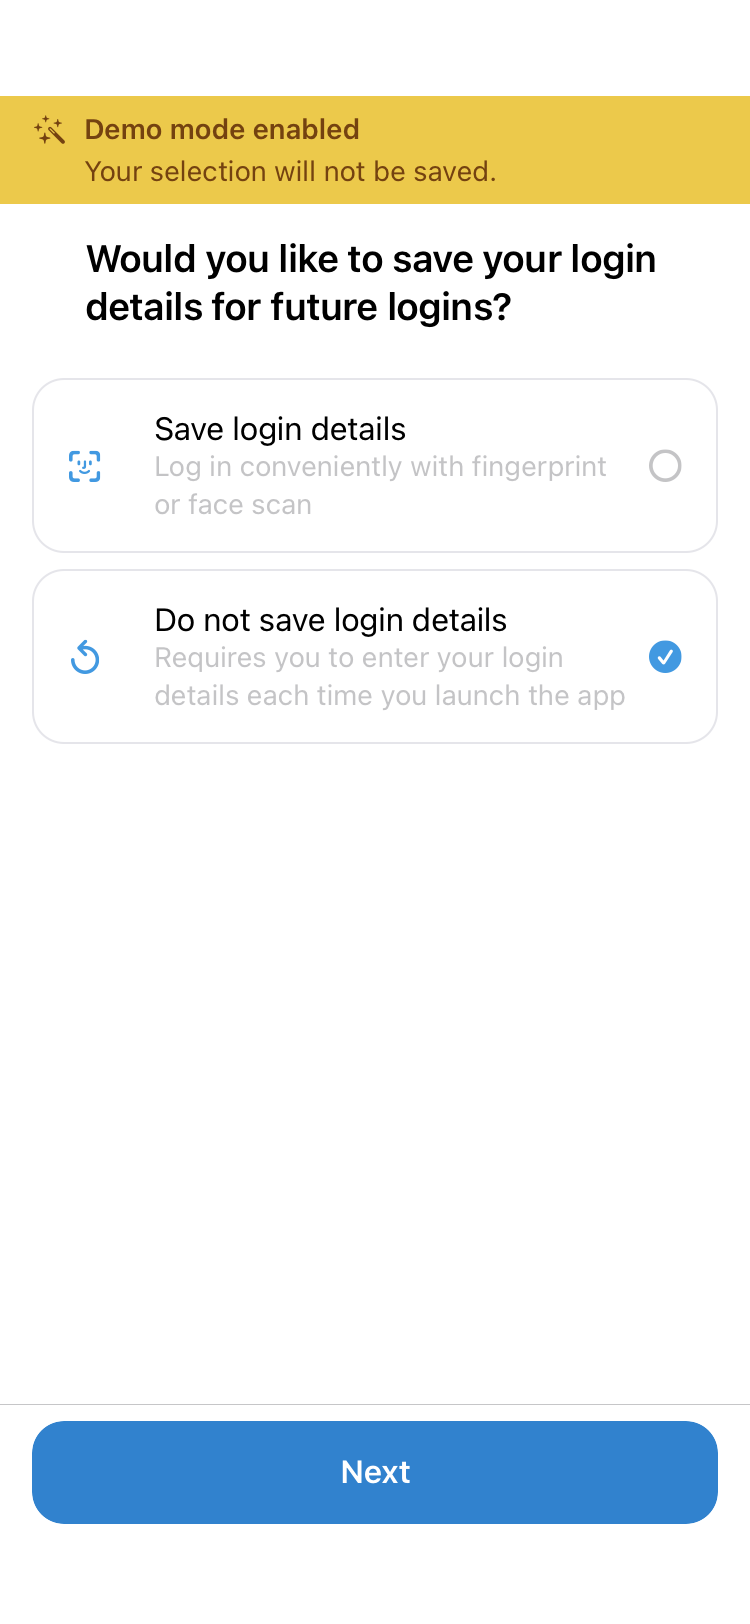 Demo mode enabled
Your selection will not be saved.
Would you like to save your login
details for future logins?
Save login details
Log in conveniently with fingerprint
or face scan
Do not save login details
Requires you to enter your login
details each time you launch the app
Next